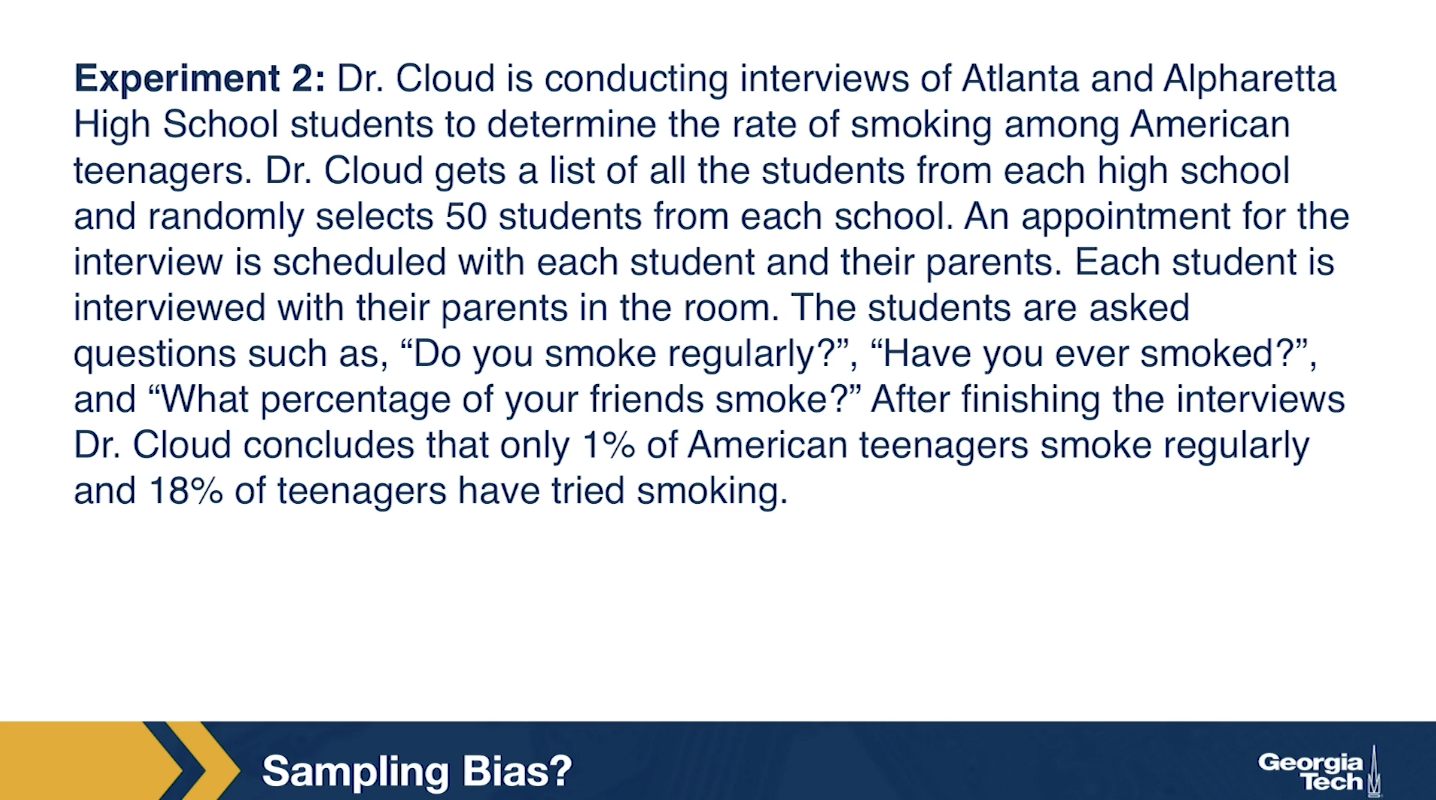 Experiment 2: Dr. Cloud is conducting interviews of Atlanta and Alpharetta
High School students to determine the rate of smoking among American
teenagers. Dr. Cloud gets a list of all the students from each high school
and randomly selects 50 students from each school. An appointment for the
interview is scheduled with each student and their parents. Each student is
interviewed with their parents in the room. The students are asked
questions such as, “Do you smoke regularly?”, “Have you ever smoked?”,
and “What percentage of your friends smoke?” After finishing the interviews
Dr. Cloud concludes that only 1% of American teenagers smoke regularly
and 18% of teenagers have tried smoking.
Sampling Bias?
Georgia
Tech